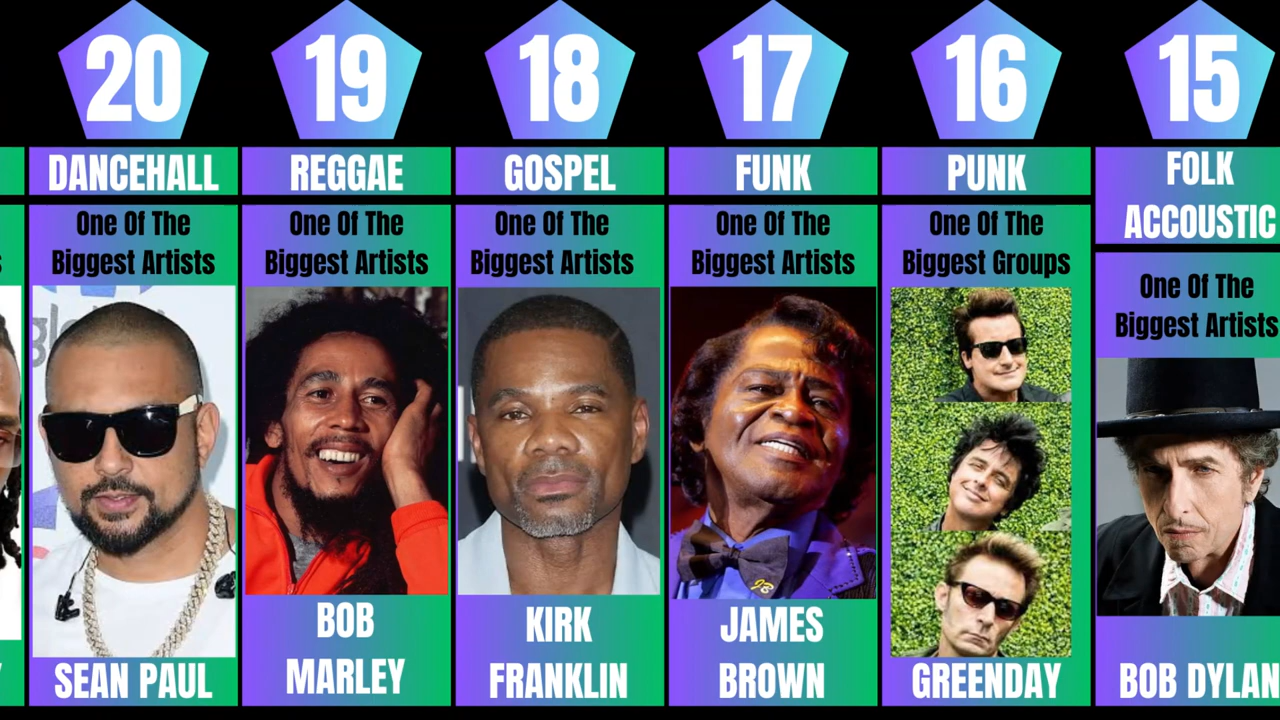 20
19
18
17
16
15
DANCEHALL
REGGAE
GOSPEL
FUNK
PUNK
FOLK
ACCOUSTIC
One Of The
Biggest Artists
One Of The
Biggest Artists
One Of The
Biggest Artists
One Of The
Biggest Artists
One Of The
Biggest Groups
One Of The
Biggest Artists
SEAN PAUL
BOB
MARLEY
KIRK
FRANKLIN
JAMES
BROWN
GREENDAY
BOB DYLAN